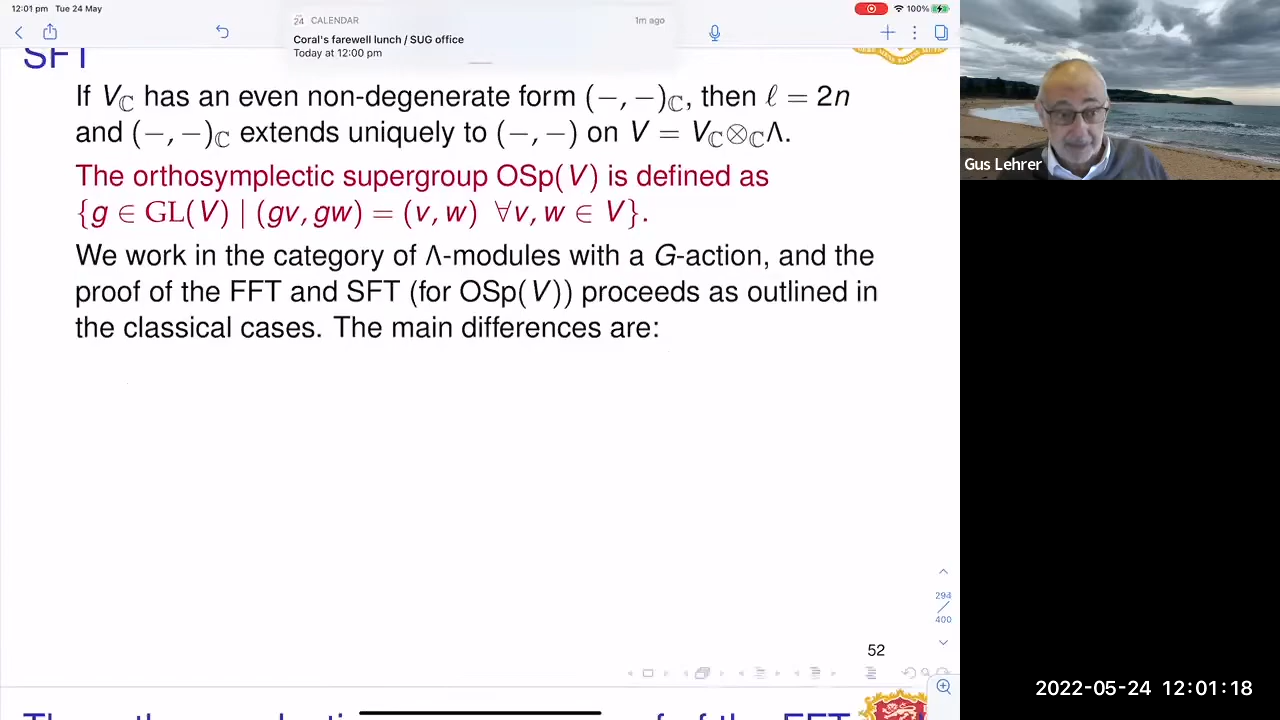 12:01 pm Tue 24 May
100%
24 CALENDAR
1m ago
Coral's farewell lunch / SUG office
Today at 12:00 pm
SFT
If V_ℂ has an even non-degenerate form (−, −)_ℂ, then ℓ = 2n
and (−, −)_ℂ extends uniquely to (−, −) on V = V_ℂ⊗_ℂΛ.
The orthosymplectic supergroup OSp(V) is defined as
{g ∈ GL(V) | (gv, gw) = (v, w) ∀v, w ∈ V}.
We work in the category of Λ-modules with a G-action, and the
proof of the FFT and SFT (for OSp(V)) proceeds as outlined in
the classical cases. The main differences are:
294
/
400
52
Gus Lehrer
2022-05-24 12:01:18